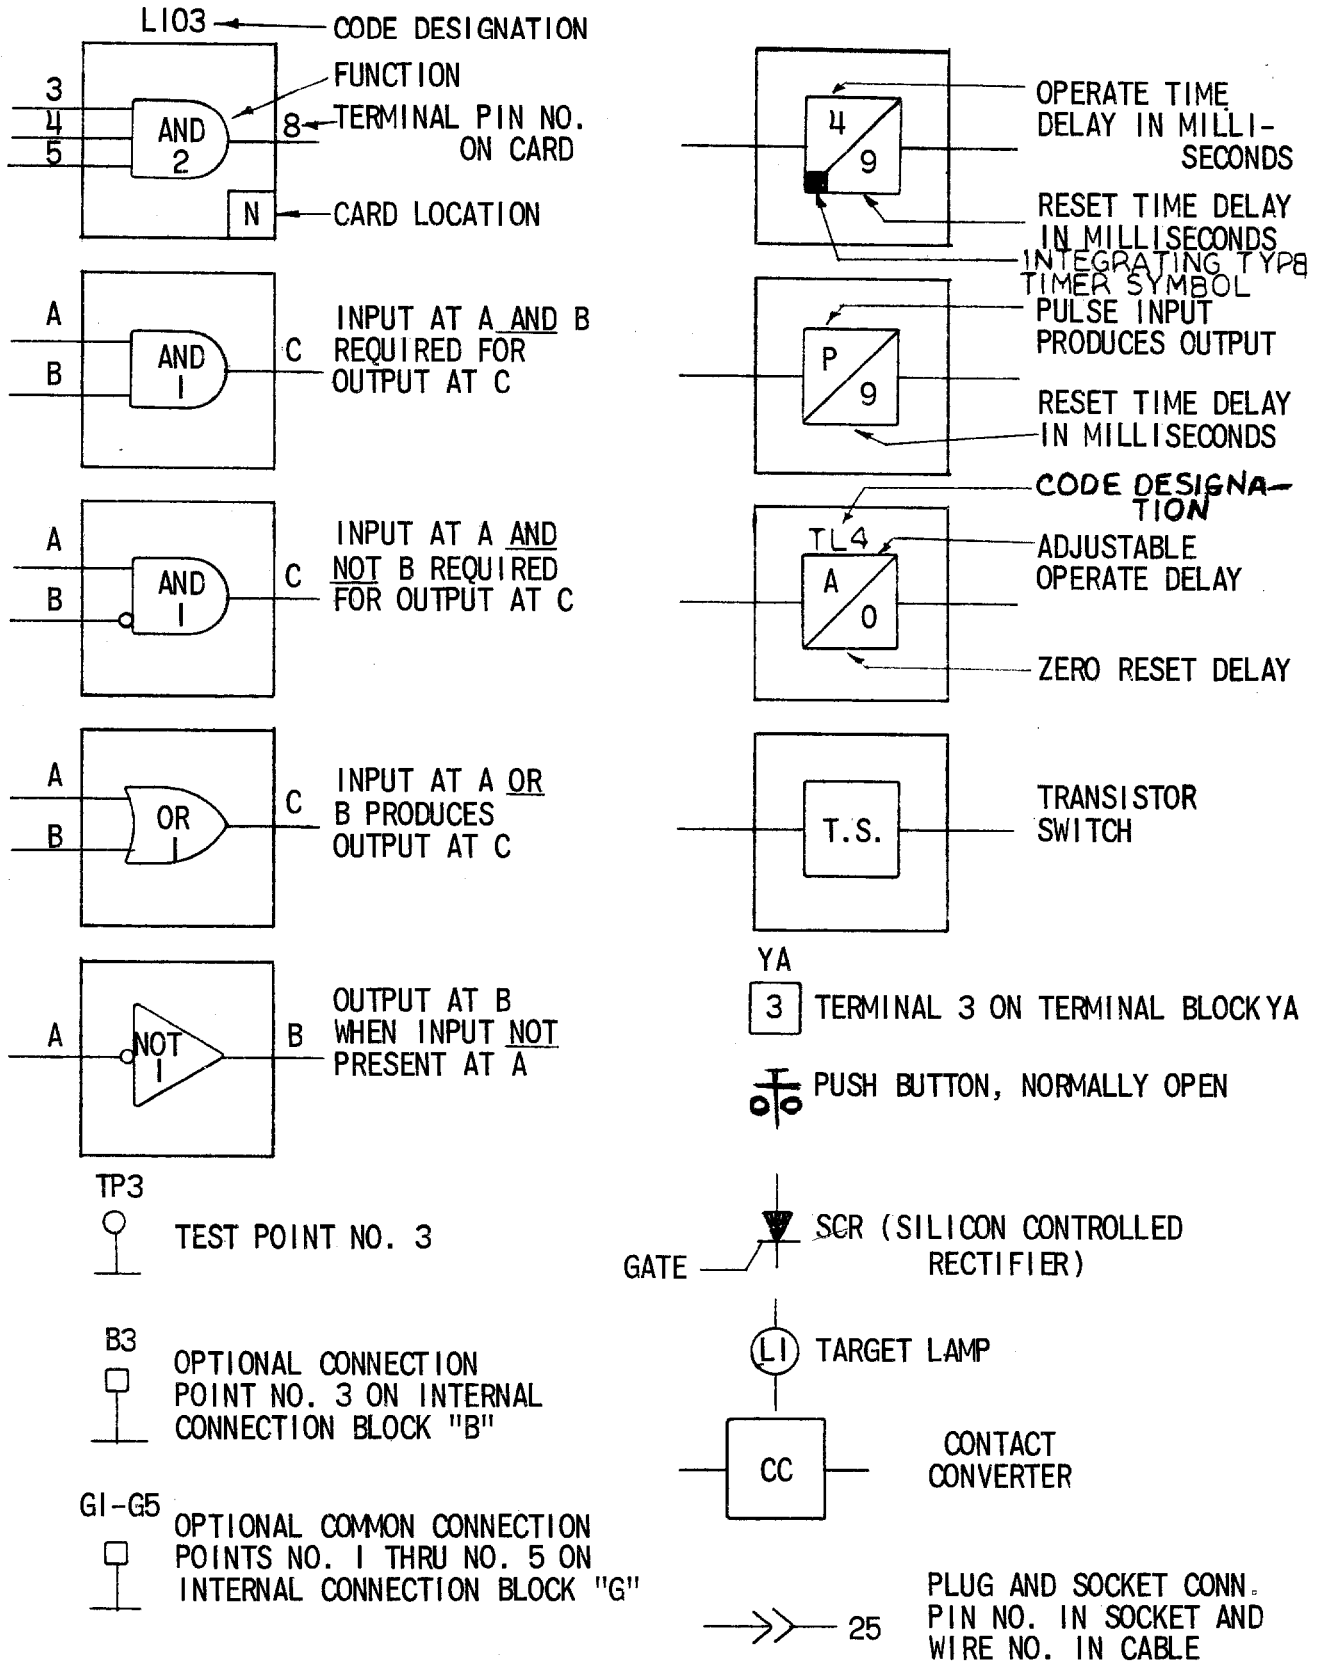 L103
CODE DESIGNATION
FUNCTION
3
4
5
AND
2
8
TERMINAL PIN NO.
ON CARD
N
CARD LOCATION
A
B
AND
1
C
INPUT AT A AND B
REQUIRED FOR
OUTPUT AT C
A
B
AND
1
C
INPUT AT A AND
NOT B REQUIRED
FOR OUTPUT AT C
A
B
OR
1
C
INPUT AT A OR
B PRODUCES
OUTPUT AT C
A
NOT
1
B
OUTPUT AT B
WHEN INPUT NOT
PRESENT AT A
TP3
TEST POINT NO. 3
B3
OPTIONAL CONNECTION
POINT NO. 3 ON INTERNAL
CONNECTION BLOCK "B"
G1-G5
OPTIONAL COMMON CONNECTION
POINTS NO. 1 THRU NO. 5 ON
INTERNAL CONNECTION BLOCK "G"
4
9
OPERATE TIME
DELAY IN MILLI-
SECONDS
RESET TIME DELAY
IN MILLISECONDS
INTEGRATING TYPE
TIMER SYMBOL
P
9
PULSE INPUT
PRODUCES OUTPUT
RESET TIME DELAY
IN MILLISECONDS
CODE DESIGNA-
TION
TL4
A
0
ADJUSTABLE
OPERATE DELAY
ZERO RESET DELAY
T.S.
TRANSISTOR
SWITCH
YA
3
TERMINAL 3 ON TERMINAL BLOCK YA
PUSH BUTTON, NORMALLY OPEN
GATE
SCR (SILICON CONTROLLED
RECTIFIER)
L1
TARGET LAMP
CC
CONTACT
CONVERTER
25
PLUG AND SOCKET CONN.
PIN NO. IN SOCKET AND
WIRE NO. IN CABLE